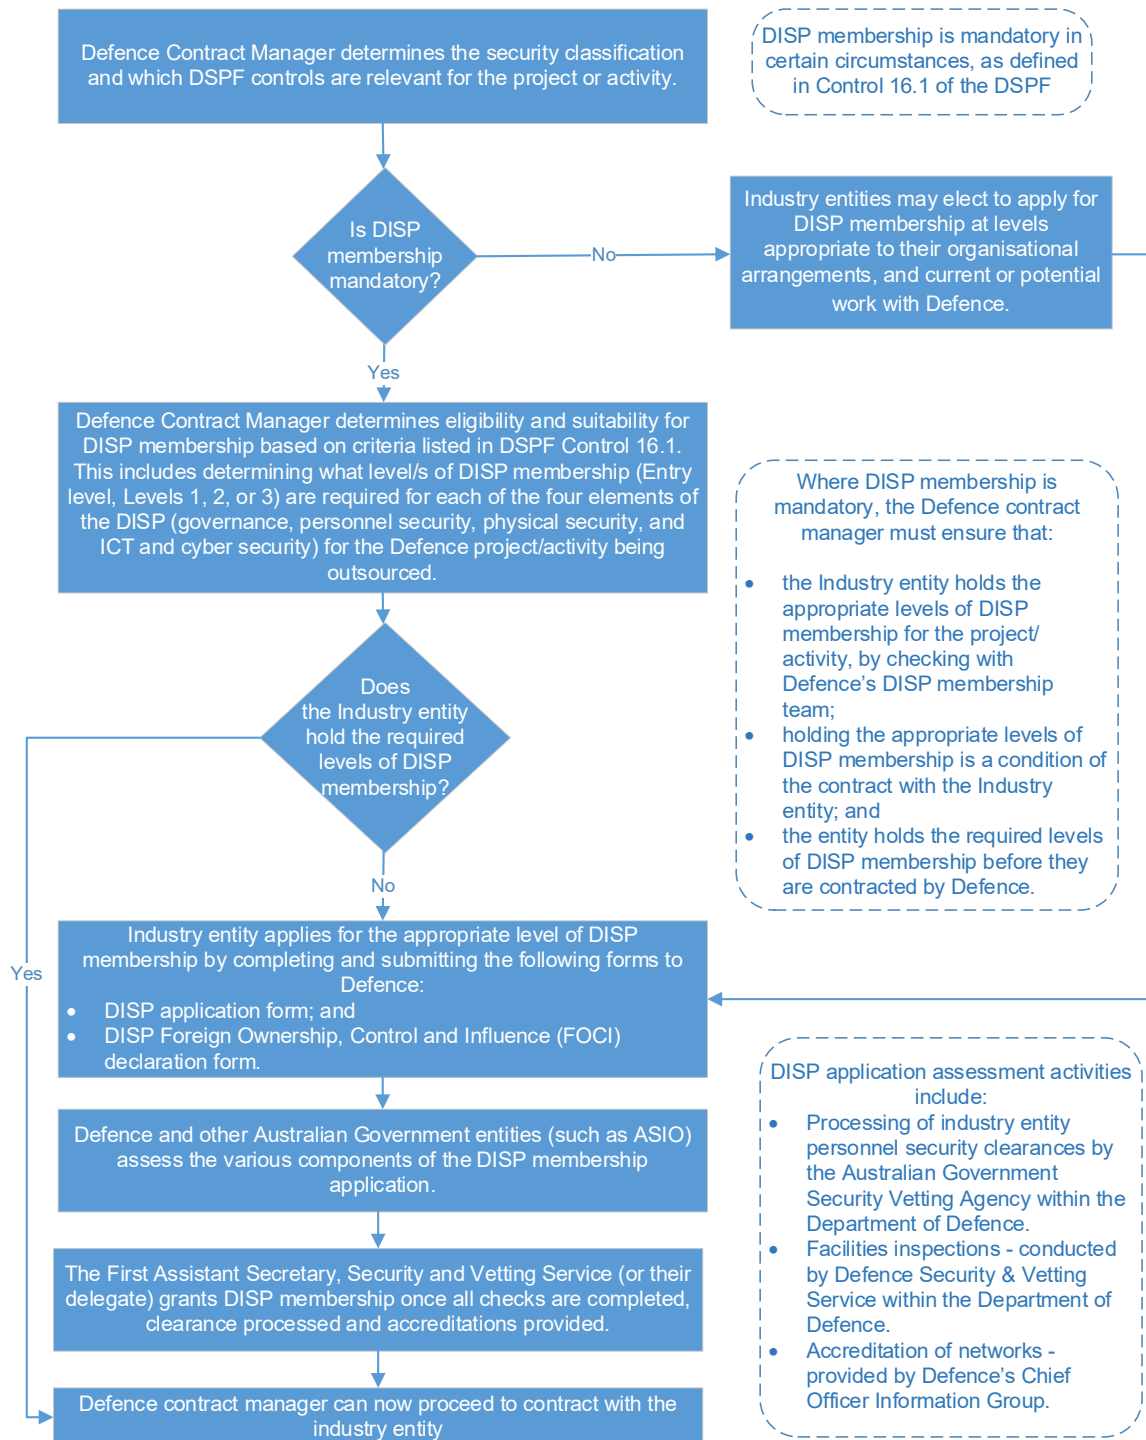 Defence Contract Manager determines the security classification
and which DSPF controls are relevant for the project or activity.
DISP membership is mandatory in
certain circumstances, as defined
in Control 16.1 of the DSPF
Is DISP
membership
mandatory?
No
Industry entities may elect to apply for
DISP membership at levels
appropriate to their organisational
arrangements, and current or potential
work with Defence.
Yes
Defence Contract Manager determines eligibility and suitability for
DISP membership based on criteria listed in DSPF Control 16.1.
This includes determining what level/s of DISP membership (Entry
level, Levels 1, 2, or 3) are required for each of the four elements of
the DISP (governance, personnel security, physical security, and
ICT and cyber security) for the Defence project/activity being
outsourced.
Where DISP membership is
mandatory, the Defence contract
manager must ensure that:
• the Industry entity holds the
appropriate levels of DISP
membership for the project/
activity, by checking with
Defence's DISP membership
team;
• holding the appropriate levels of
DISP membership is a condition of
the contract with the Industry
entity; and
• the entity holds the required levels
of DISP membership before they
are contracted by Defence.
Does
the Industry entity
hold the required
levels of DISP
membership?
No
Yes
Industry entity applies for the appropriate level of DISP
membership by completing and submitting the following forms to
Defence:
• DISP application form; and
• DISP Foreign Ownership, Control and Influence (FOCI)
declaration form.
Defence and other Australian Government entities (such as ASIO)
assess the various components of the DISP membership
application.
The First Assistant Secretary, Security and Vetting Service (or their
delegate) grants DISP membership once all checks are completed,
clearance processed and accreditations provided.
Defence contract manager can now proceed to contract with the
industry entity
DISP application assessment activities
include:
• Processing of industry entity
personnel security clearances by
the Australian Government
Security Vetting Agency within the
Department of Defence.
• Facilities inspections - conducted
by Defence Security & Vetting
Service within the Department of
Defence.
• Accreditation of networks -
provided by Defence's Chief
Officer Information Group.